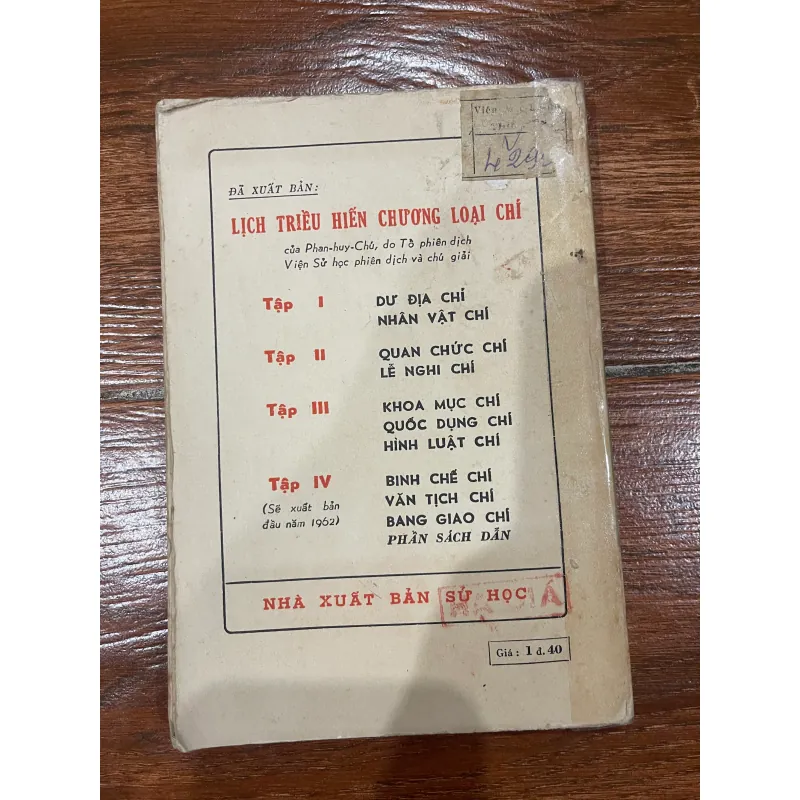 Viện
4 29
ĐÃ XUẤT BẢN:
LỊCH TRIỀU HIẾN CHƯƠNG LOẠI CHÍ
của Phan-huy-Chú, do Tổ phiên dịch
Viện Sử học phiên dịch và chú giải
Tập I DƯ ĐỊA CHÍ
NHÂN VẬT CHÍ
Tập II QUAN CHỨC CHÍ
LỄ NGHI CHÍ
Tập III KHOA MỤC CHÍ
QUỐC DỤNG CHÍ
HÌNH LUẬT CHÍ
Tập IV BINH CHẾ CHÍ
(Sẽ xuất bản VĂN TỊCH CHÍ
đầu năm 1962) BANG GIAO CHÍ
PHẦN SÁCH DẪN
NHÀ XUẤT BẢN SỬ HỌC
Giá : 1 đ. 40